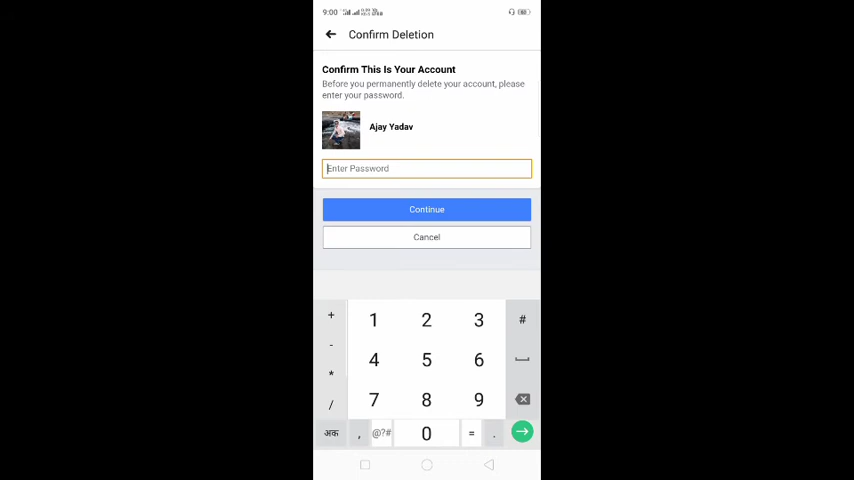 9:00
Confirm Deletion
Confirm This Is Your Account
Before you permanently delete your account, please
enter your password.
Ajay Yadav
Enter Password
Continue
Cancel
+ 1 2 3 #
- 4 5 6
* 7 8 9
/
अक , @?# 0 = .